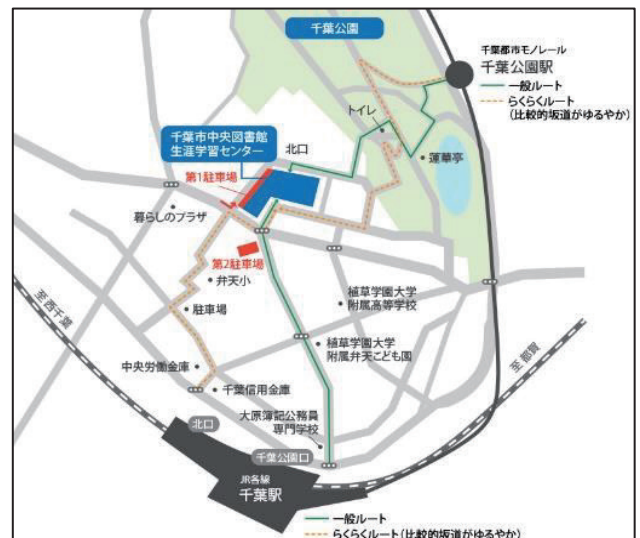 千葉公園
千葉都市モノレール
千葉公園駅
一般ルート
らくらくルート
(比較的坂道がゆるやか)
トイレ
千葉市中央図書館
生涯学習センター
北口
蓮華亭
第1駐車場
暮らしのプラザ
第2駐車場
弁天小
至西千葉
植草学園大学
附属高等学校
駐車場
植草学園大学
附属弁天こども園
至都賀
中央労働金庫
千葉信用金庫
大原簿記公務員
専門学校
北口
千葉公園口
JR各線
千葉駅
一般ルート
らくらくルート(比較的坂道がゆるやか)